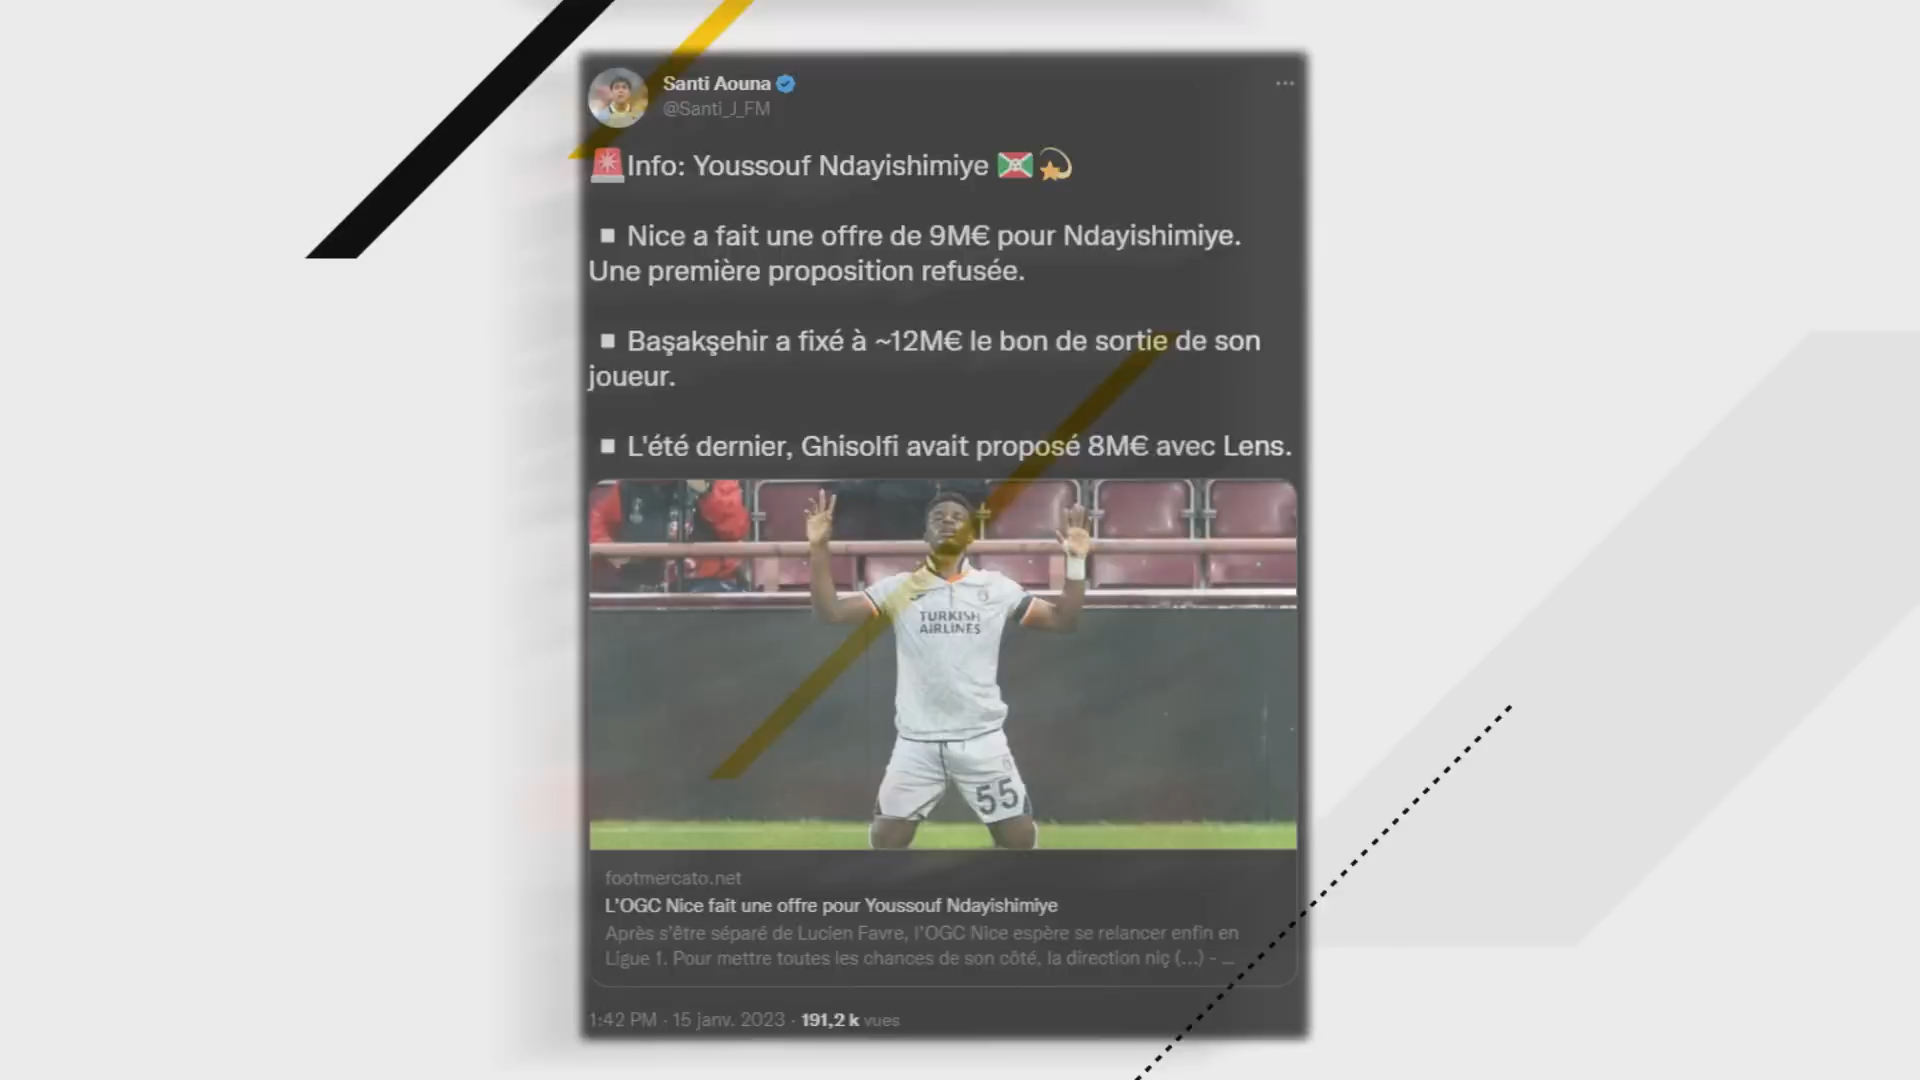 Santi Aouna
@Santi_J_FM
Info: Youssouf Ndayishimiye
▪ Nice a fait une offre de 9M€ pour Ndayishimiye.
Une première proposition refusée.
▪ Başakşehir a fixé à ~12M€ le bon de sortie de son
joueur.
▪ L'été dernier, Ghisolfi avait proposé 8M€ avec Lens.
TURKISH
AIRLINES
55
footmercato.net
L'OGC Nice fait une offre pour Youssouf Ndayishimiye
Après s'être séparé de Lucien Favre, l'OGC Nice espère se relancer enfin en
Ligue 1. Pour mettre toutes les chances de son côté, la direction niç (...) - ...
1:42 PM · 15 janv. 2023 · 191,2 k vues